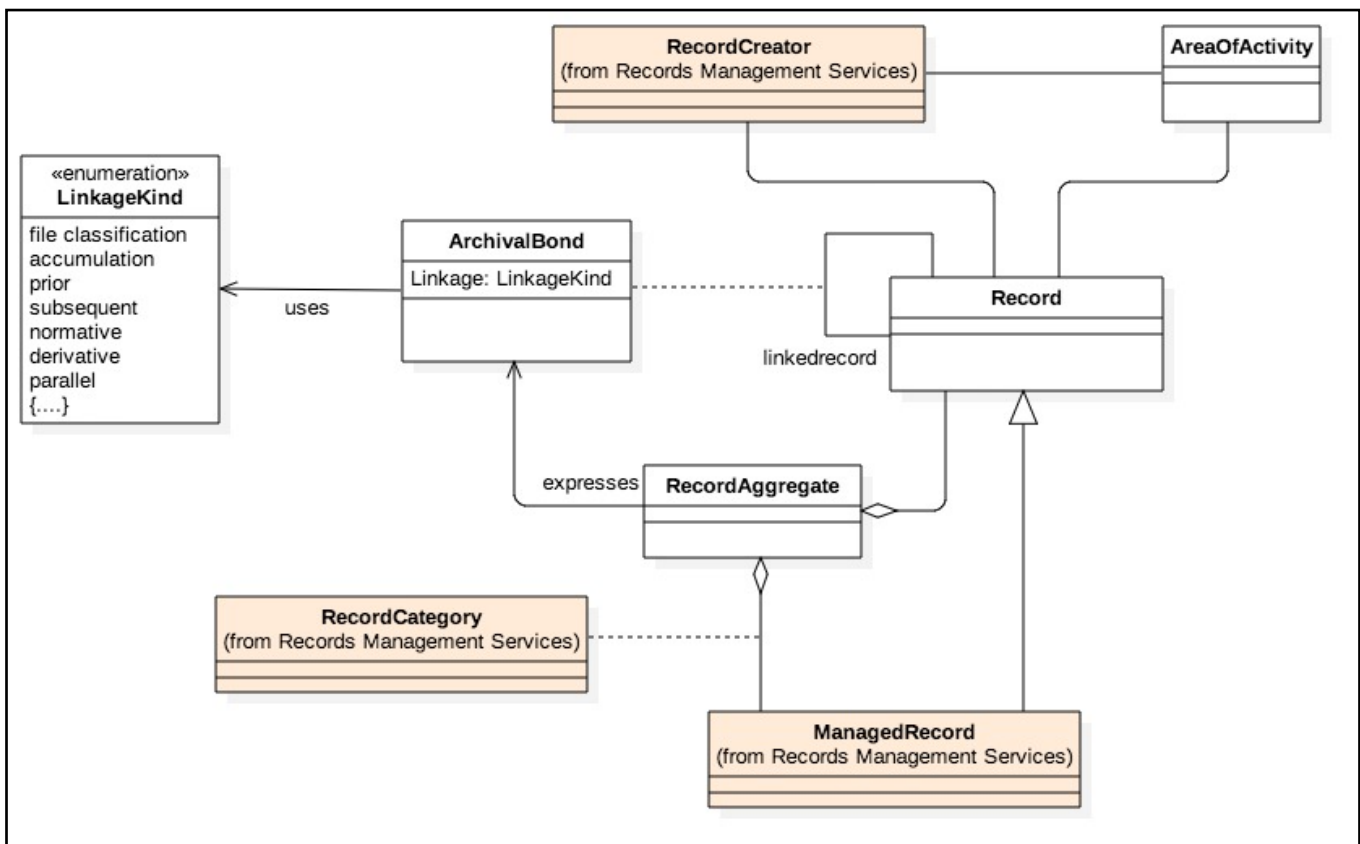 RecordCreator
(from Records Management Services)
AreaOfActivity
«enumeration»
LinkageKind
file classification
accumulation
prior
subsequent
normative
derivative
parallel
{....}
uses
ArchivalBond
Linkage: LinkageKind
Record
linkedrecord
expresses
RecordAggregate
RecordCategory
(from Records Management Services)
ManagedRecord
(from Records Management Services)